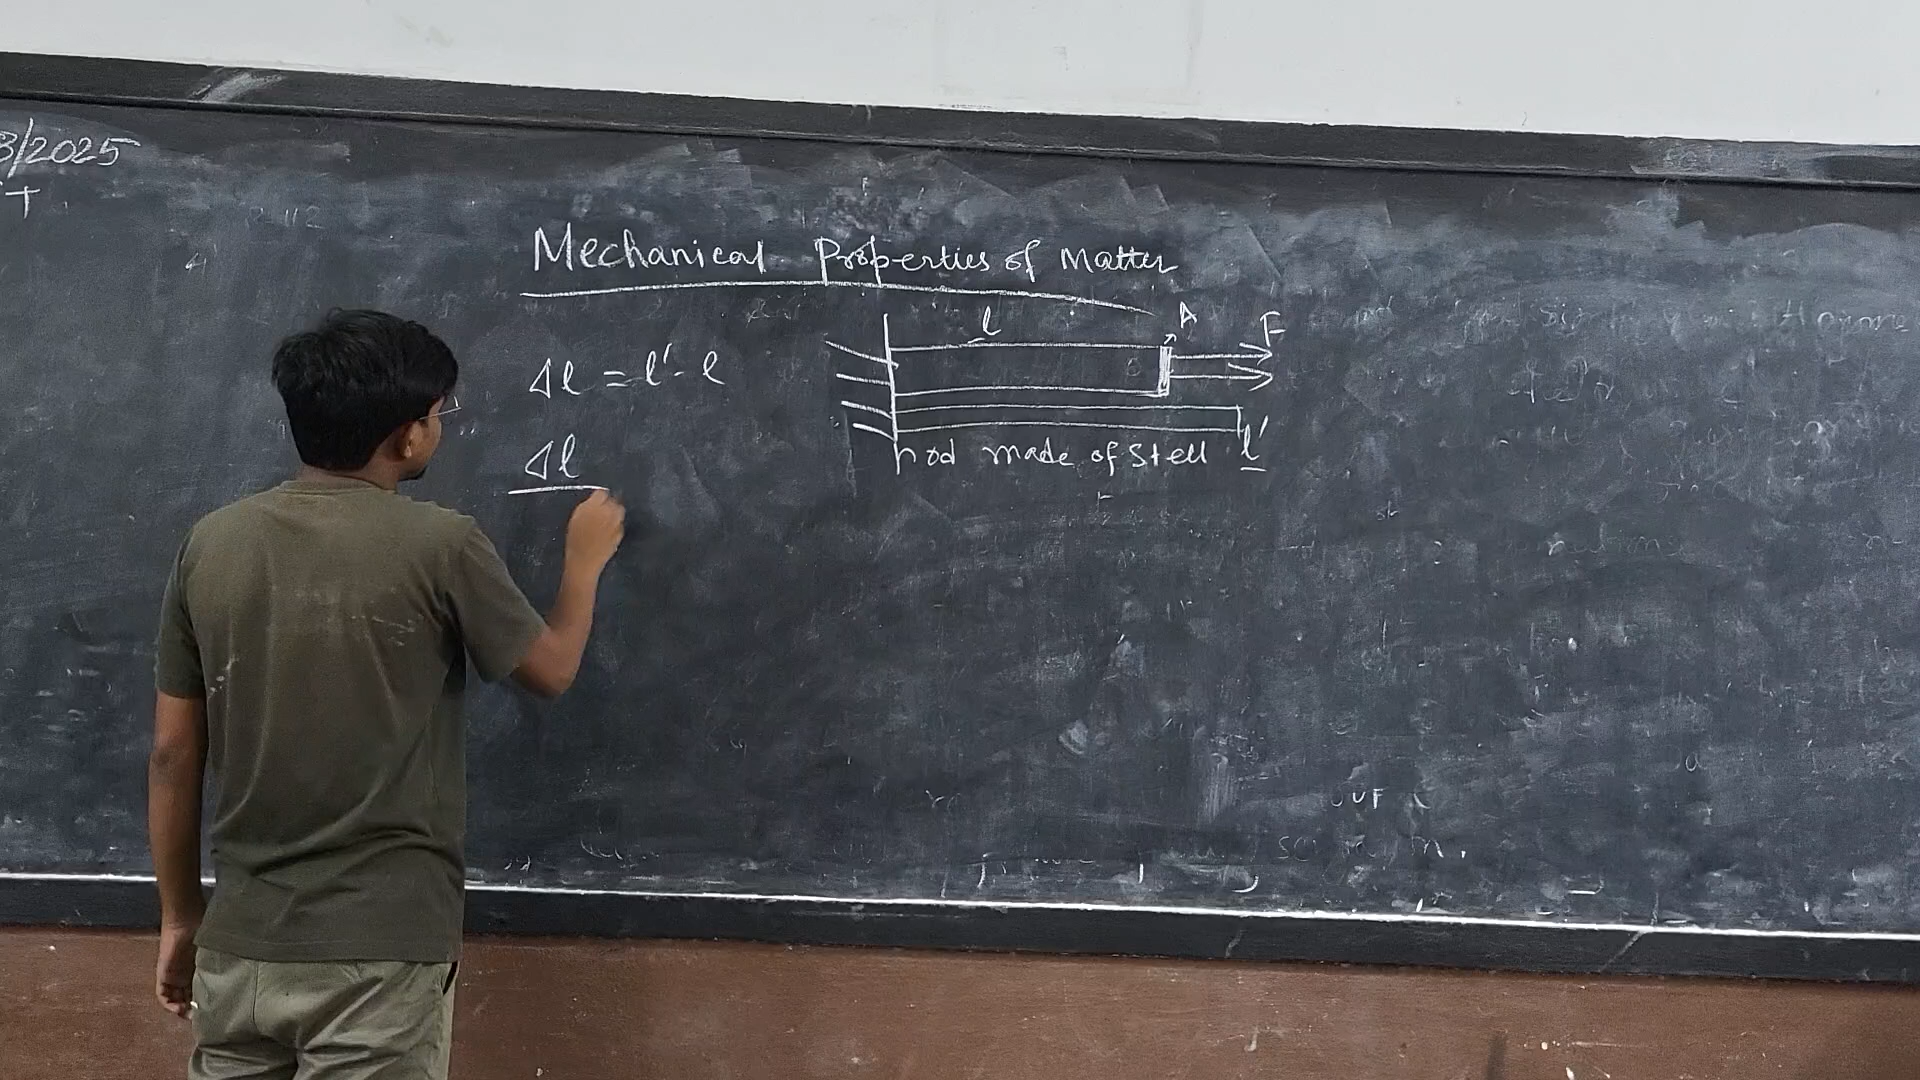 3/2025
T
Mechanical Properties of Matter
A
l
F
Δl = l' - l
Δl
rod made of Stell l'